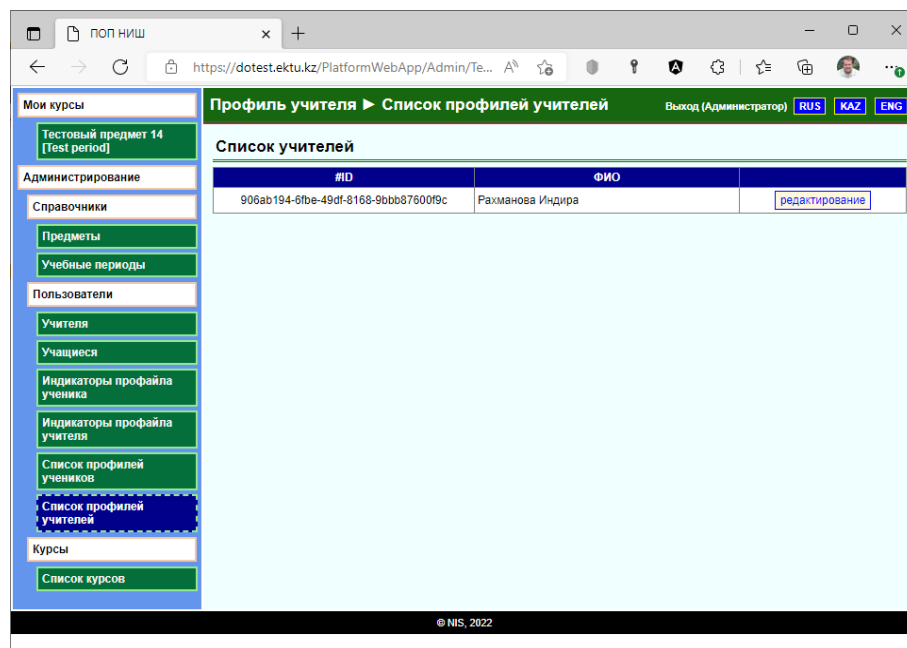 ПОП НИШ
https://dotest.ektu.kz/PlatformWebApp/Admin/Te...
Мои курсы
Тестовый предмет 14
[Test period]
Администрирование
Справочники
Предметы
Учебные периоды
Пользователи
Учителя
Учащиеся
Индикаторы профайла
ученика
Индикаторы профайла
учителя
Список профилей
учеников
Список профилей
учителей
Курсы
Список курсов
Профиль учителя ► Список профилей учителей
Выход (Администратор) RUS KAZ ENG
Список учителей
#ID ФИО
906ab194-6fbe-49df-8168-9bbb87600f9c Рахманова Индира редактирование
© NIS, 2022